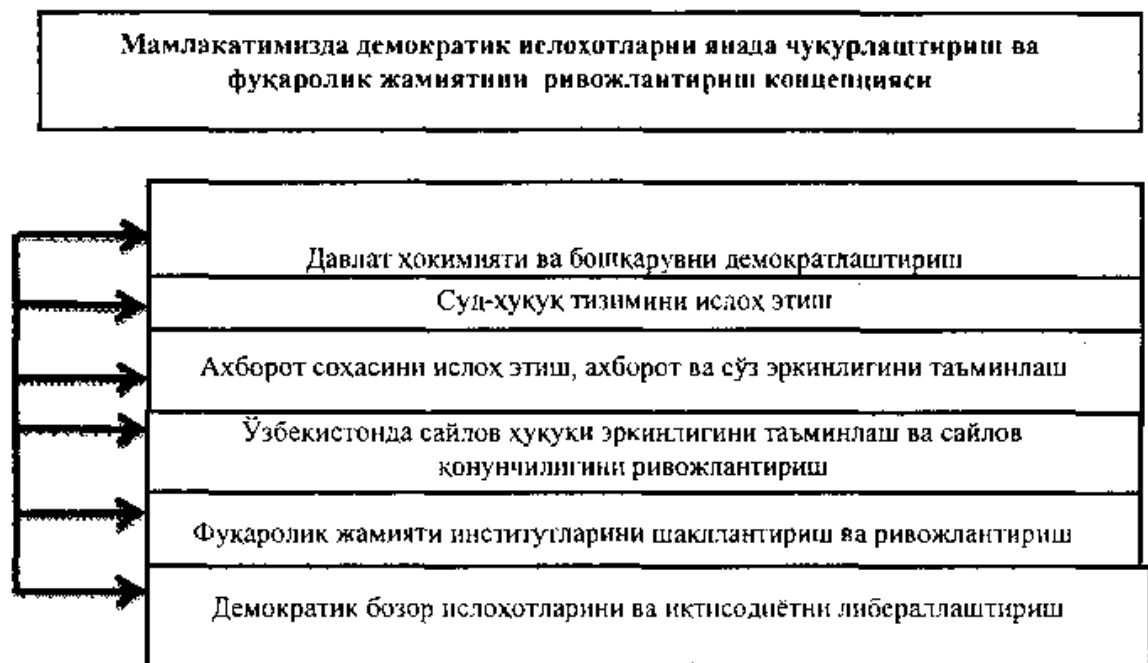 Мамлакатимизда демократик ислоҳотларни янада чуқурлаштириш ва
фуқаролик жамиятини ривожлантириш концепцияси
Давлат ҳокимияти ва бошқарувни демократлаштириш
Суд-ҳуқуқ тизимини ислоҳ этиш
Ахборот соҳасини ислоҳ этиш, ахборот ва сўз эркинлигини таъминлаш
Ўзбекистонда сайлов ҳуқуқи эркинлигини таъминлаш ва сайлов
қонунчилигини ривожлантириш
Фуқаролик жамияти институтларини шакллантириш ва ривожлантириш
Демократик бозор ислоҳотларини ва иқтисодиётни либераллаштириш